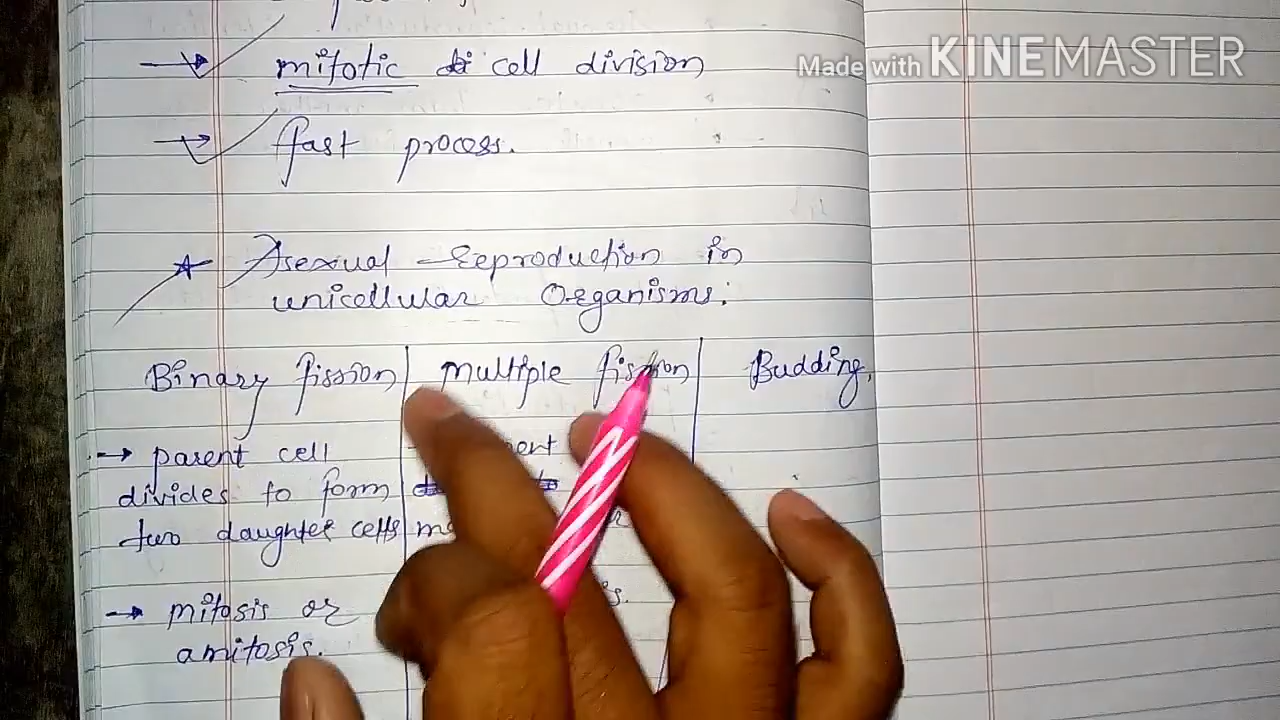 mitotic cell division
Made with KINEMASTER
fast process.
Asexual Reproduction in
unicellular Organisms:
Binary fission
multiple fission
Budding,
→ parent cell
divides to form
two daughter cells
→ mitosis or
amitosis.